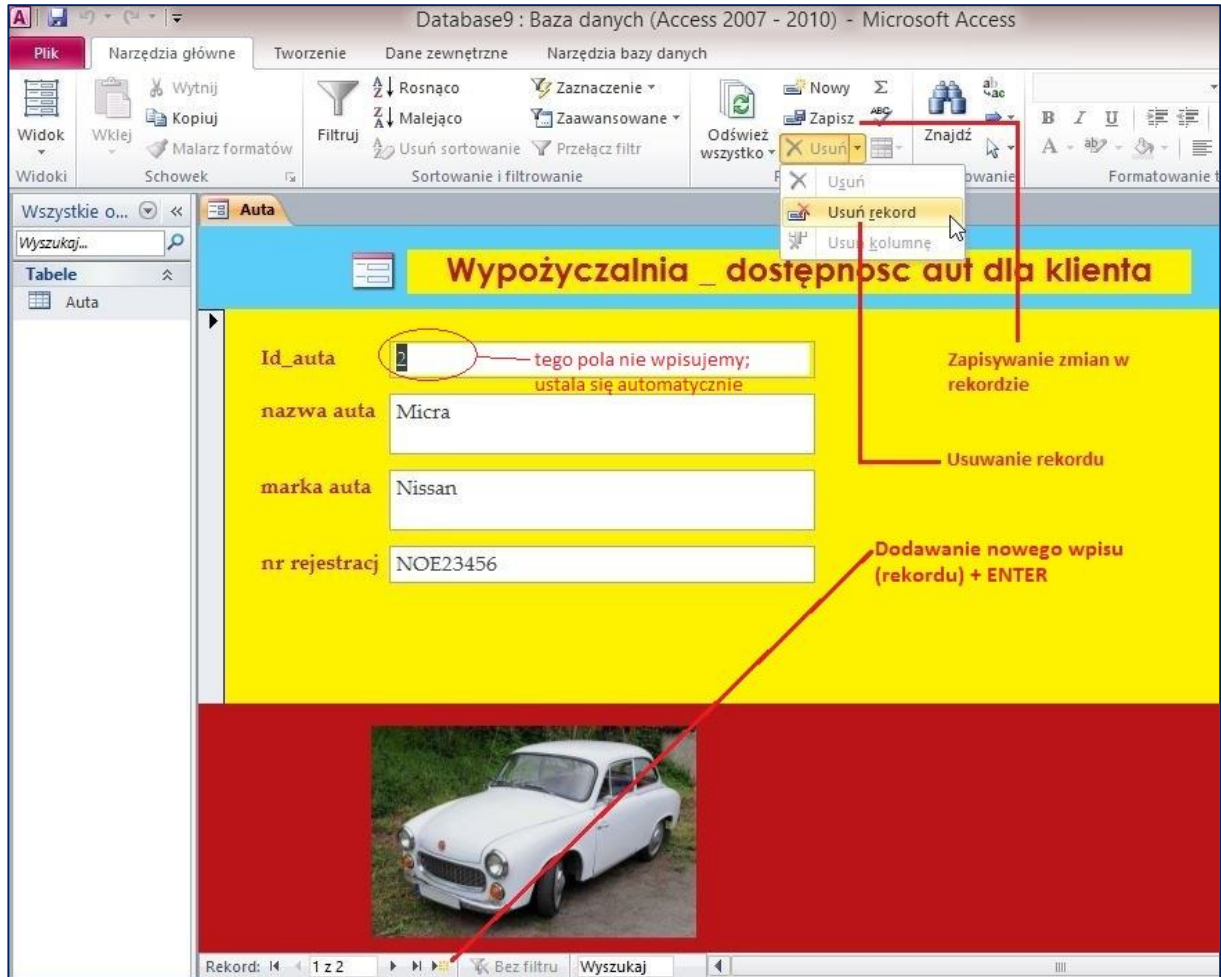 Database9 : Baza danych (Access 2007 - 2010) - Microsoft Access
Plik Narzędzia główne Tworzenie Dane zewnętrzne Narzędzia bazy danych
Widok
Wklej
Wytnij
Kopiuj
Malarz formatów
Filtruj
Rosnąco
Malejąco
Usuń sortowanie
Zaznaczenie
Zaawansowane
Przełącz filtr
Odśwież
wszystko
Nowy
Zapisz
Usuń
Znajdź
B I U
A
Widoki Schowek Sortowanie i filtrowanie
Formatowanie t
Usuń
Usuń rekord
Usuń kolumnę
Wszystkie o...
Wyszukaj...
Tabele
Auta
Auta
Wypożyczalnia _ dostępnosc aut dla klienta
Id_auta 2
tego pola nie wpisujemy;
ustala się automatycznie
nazwa auta Micra
marka auta Nissan
nr rejestracj NOE23456
Zapisywanie zmian w
rekordzie
Usuwanie rekordu
Dodawanie nowego wpisu
(rekordu) + ENTER
Rekord: 1 z 2 Bez filtru Wyszukaj